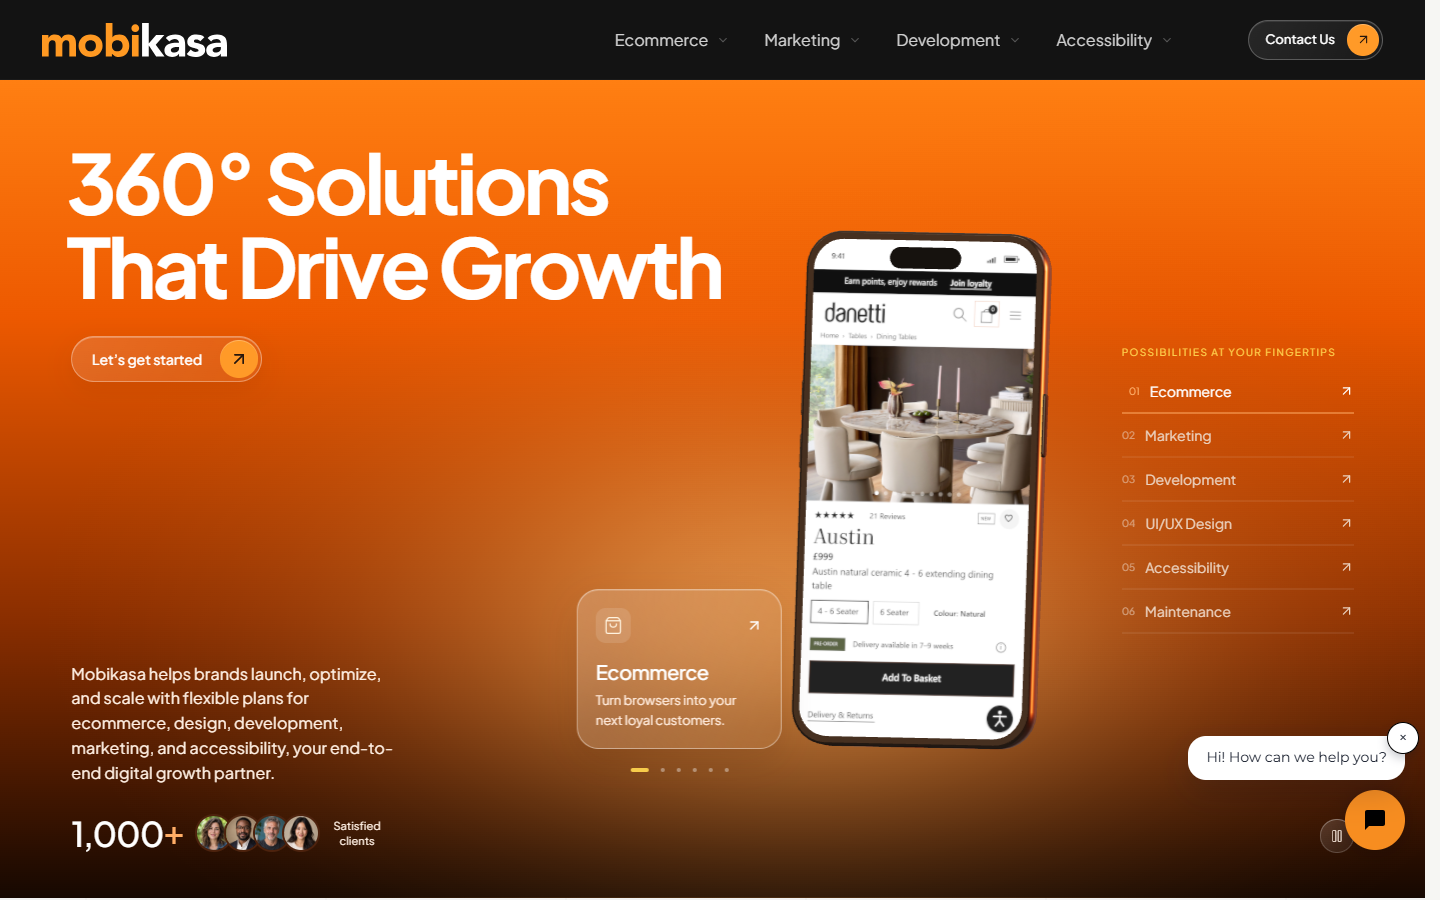 mobikasa
Ecommerce
Marketing
Development
Accessibility
Contact Us
360° Solutions
That Drive Growth
Let's get started
Mobikasa helps brands launch, optimize,
and scale with flexible plans for
ecommerce, design, development,
marketing, and accessibility, your end-to-
end digital growth partner.
1,000+
Satisfied
clients
Ecommerce
Turn browsers into your
next loyal customers.
9:41
Earn points, enjoy rewards Join loyalty
danetti
0
Home › Tables › Dining Tables
★★★★★ 21 Reviews
NEW
Austin
£999
Austin natural ceramic 4 - 6 extending dining
table
4 - 6 Seater
6 Seater
Colour: Natural
PRE-ORDER
Delivery available in 7-9 weeks
Add To Basket
Delivery & Returns
POSSIBILITIES AT YOUR FINGERTIPS
01 Ecommerce
02 Marketing
03 Development
04 UI/UX Design
05 Accessibility
06 Maintenance
Hi! How can we help you?